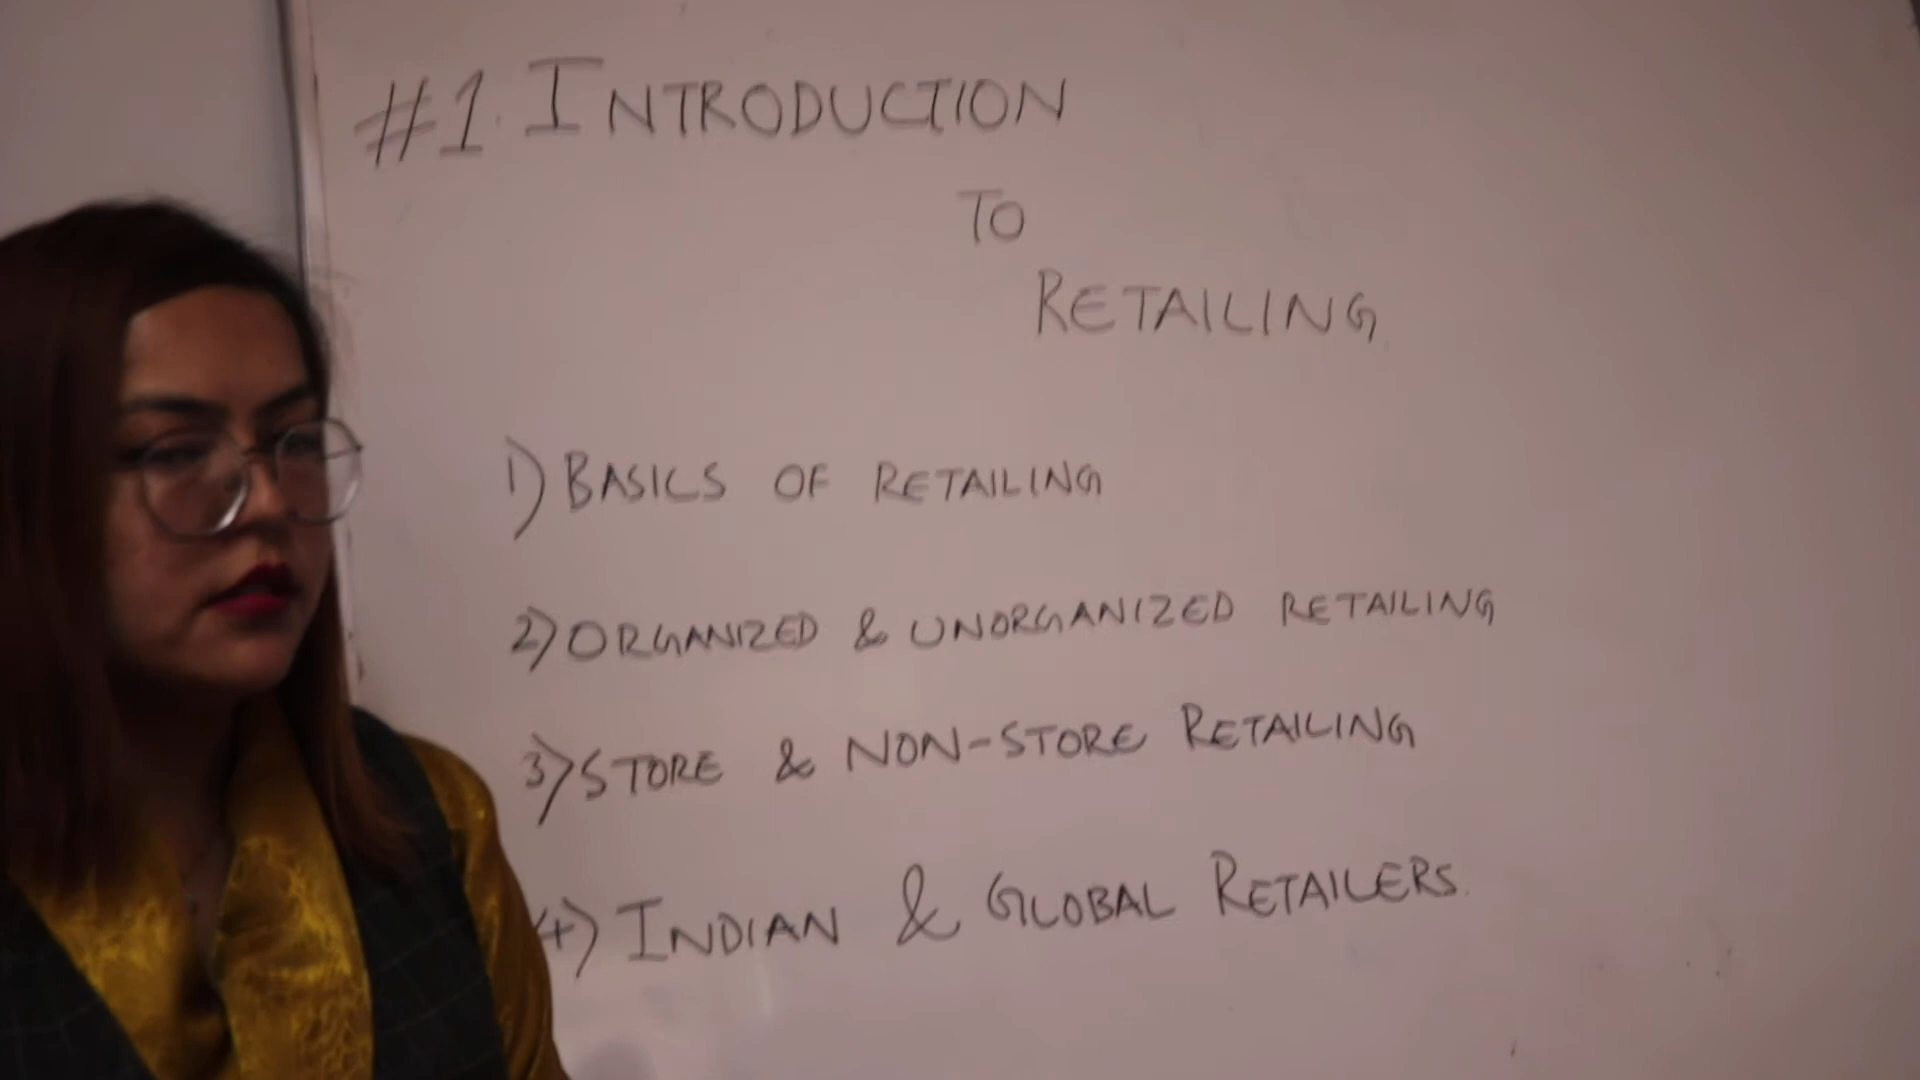 #1. INTRODUCTION
TO
RETAILING
1) BASICS OF RETAILING
2) ORGANIZED & UNORGANIZED RETAILING
3) STORE & NON-STORE RETAILING
4) INDIAN & GLOBAL RETAILERS.